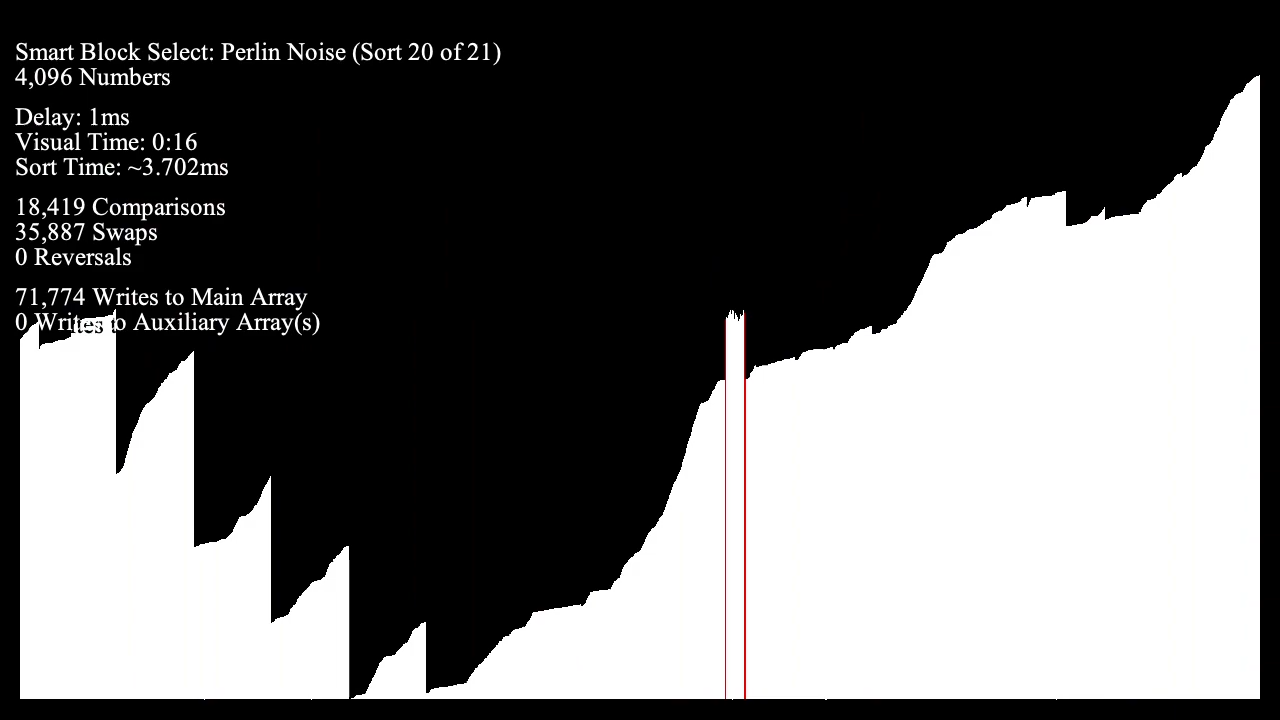 Smart Block Select: Perlin Noise (Sort 20 of 21)
4,096 Numbers
Delay: 1ms
Visual Time: 0:16
Sort Time: ~3.702ms
18,419 Comparisons
35,887 Swaps
0 Reversals
71,774 Writes to Main Array
0 Writes to Auxiliary Array(s)